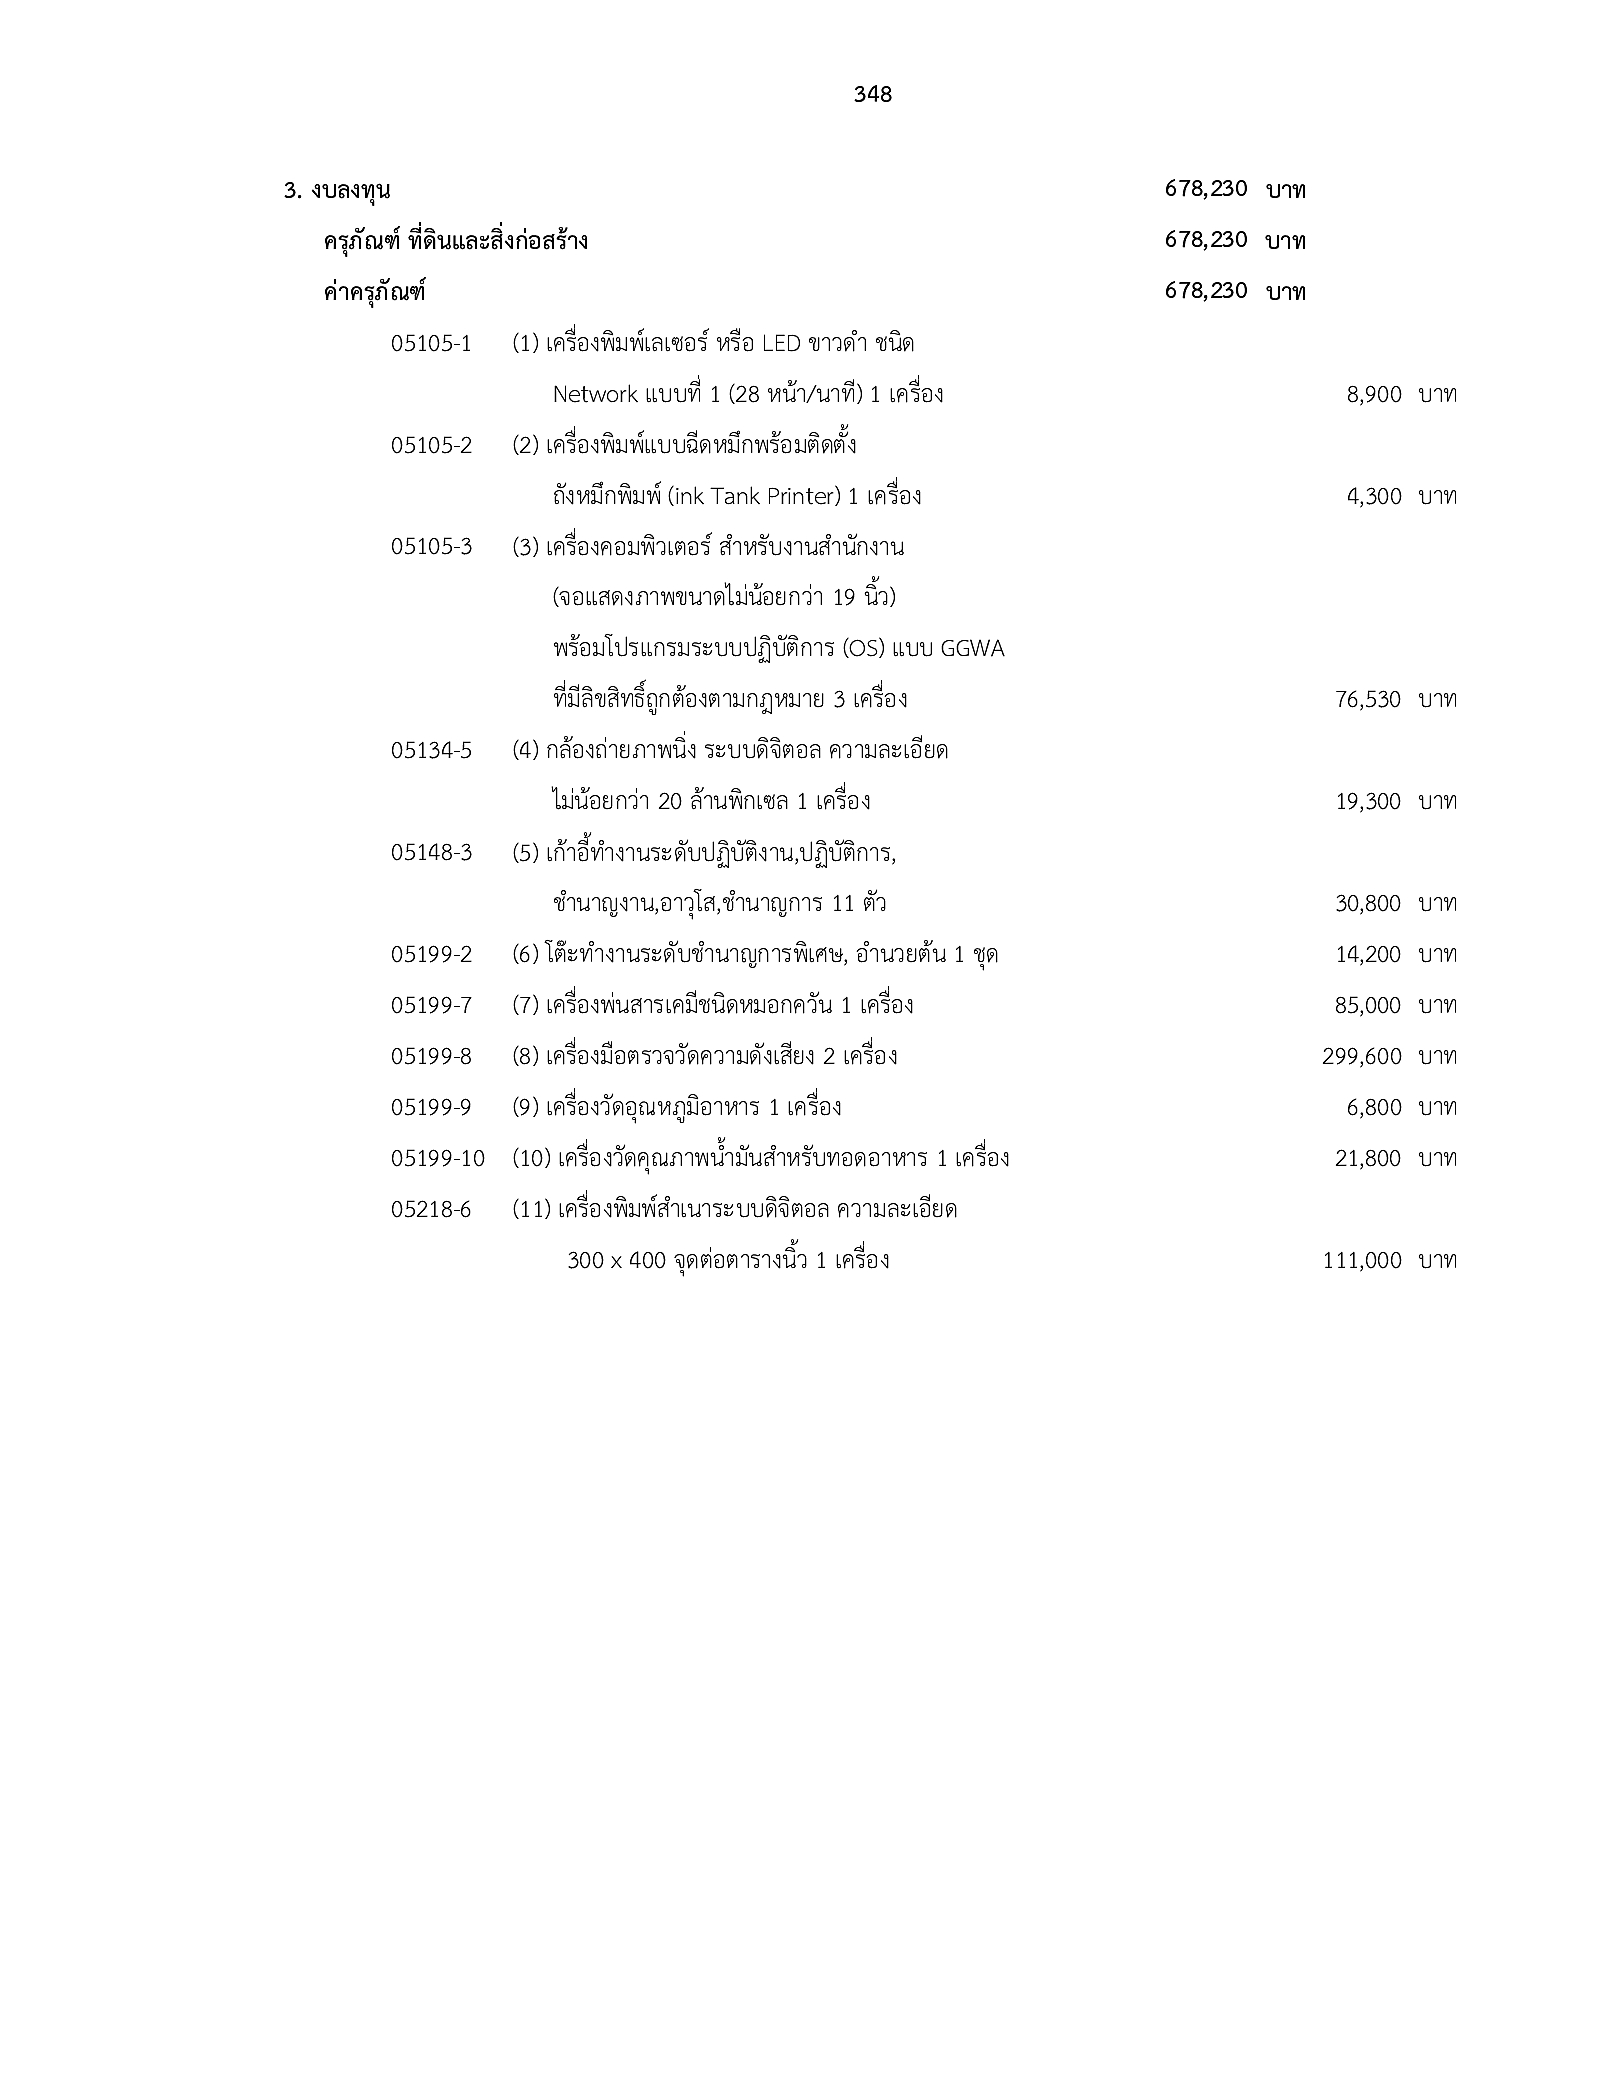 348
3. งบลงทุน 678,230 บาท
ครุภัณฑ์ ที่ดินและสิ่งก่อสร้าง 678,230 บาท
ค่าครุภัณฑ์ 678,230 บาท
05105-1 (1) เครื่องพิมพ์เลเซอร์ หรือ LED ขาวดำ ชนิด
Network แบบที่ 1 (28 หน้า/นาที) 1 เครื่อง 8,900 บาท
05105-2 (2) เครื่องพิมพ์แบบฉีดหมึกพร้อมติดตั้ง
ถังหมึกพิมพ์ (ink Tank Printer) 1 เครื่อง 4,300 บาท
05105-3 (3) เครื่องคอมพิวเตอร์ สำหรับงานสำนักงาน
(จอแสดงภาพขนาดไม่น้อยกว่า 19 นิ้ว)
พร้อมโปรแกรมระบบปฏิบัติการ (OS) แบบ GGWA
ที่มีลิขสิทธิ์ถูกต้องตามกฎหมาย 3 เครื่อง 76,530 บาท
05134-5 (4) กล้องถ่ายภาพนิ่ง ระบบดิจิตอล ความละเอียด
ไม่น้อยกว่า 20 ล้านพิกเซล 1 เครื่อง 19,300 บาท
05148-3 (5) เก้าอี้ทำงานระดับปฏิบัติงาน,ปฏิบัติการ,
ชำนาญงาน,อาวุโส,ชำนาญการ 11 ตัว 30,800 บาท
05199-2 (6) โต๊ะทำงานระดับชำนาญการพิเศษ, อำนวยต้น 1 ชุด 14,200 บาท
05199-7 (7) เครื่องพ่นสารเคมีชนิดหมอกควัน 1 เครื่อง 85,000 บาท
05199-8 (8) เครื่องมือตรวจวัดความดังเสียง 2 เครื่อง 299,600 บาท
05199-9 (9) เครื่องวัดอุณหภูมิอาหาร 1 เครื่อง 6,800 บาท
05199-10 (10) เครื่องวัดคุณภาพน้ำมันสำหรับทอดอาหาร 1 เครื่อง 21,800 บาท
05218-6 (11) เครื่องพิมพ์สำเนาระบบดิจิตอล ความละเอียด
300 x 400 จุดต่อตารางนิ้ว 1 เครื่อง 111,000 บาท